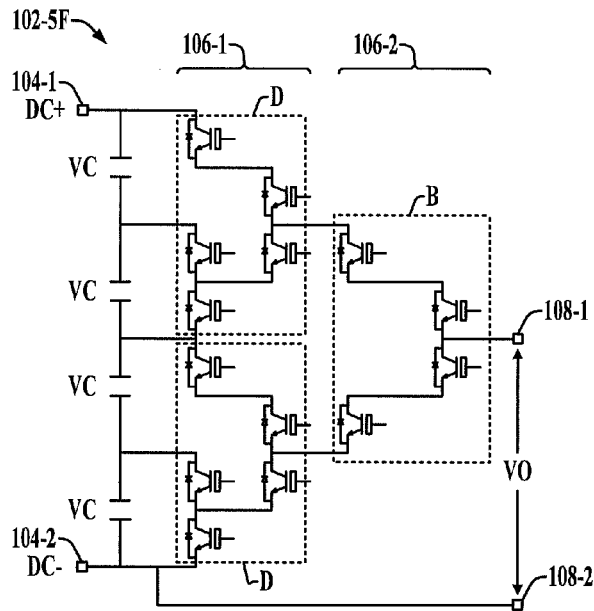 102-5F
106-1
106-2
104-1
DC+
D
VC
B
VC
108-1
VC
VO
VC
104-2
DC-
D
108-2